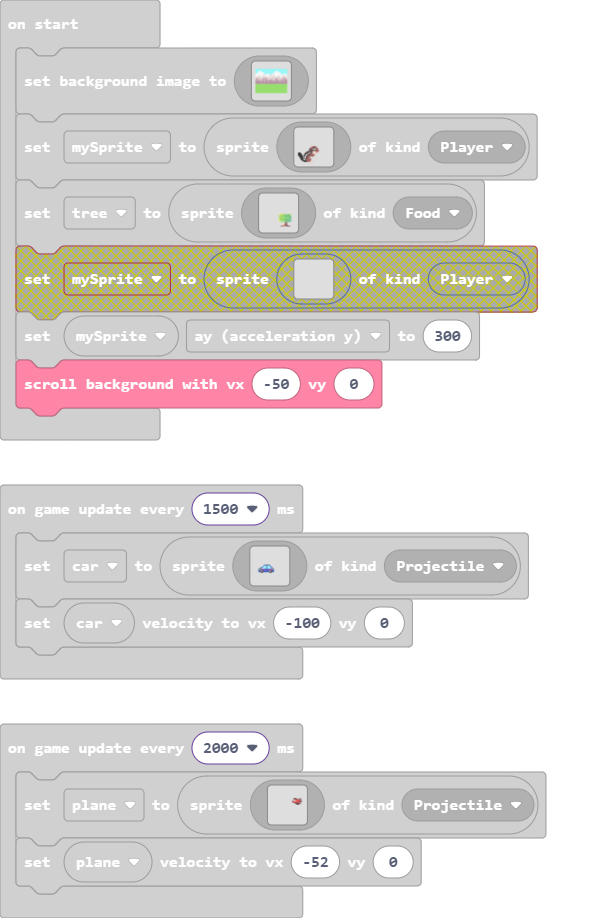 on start
set background image to
set mySprite to sprite of kind Player
set tree to sprite of kind Food
set mySprite to sprite of kind Player
set mySprite ay (acceleration y) to 300
scroll background with vx -50 vy 0
on game update every 1500 ms
set car to sprite of kind Projectile
set car velocity to vx -100 vy 0
on game update every 2000 ms
set plane to sprite of kind Projectile
set plane velocity to vx -52 vy 0